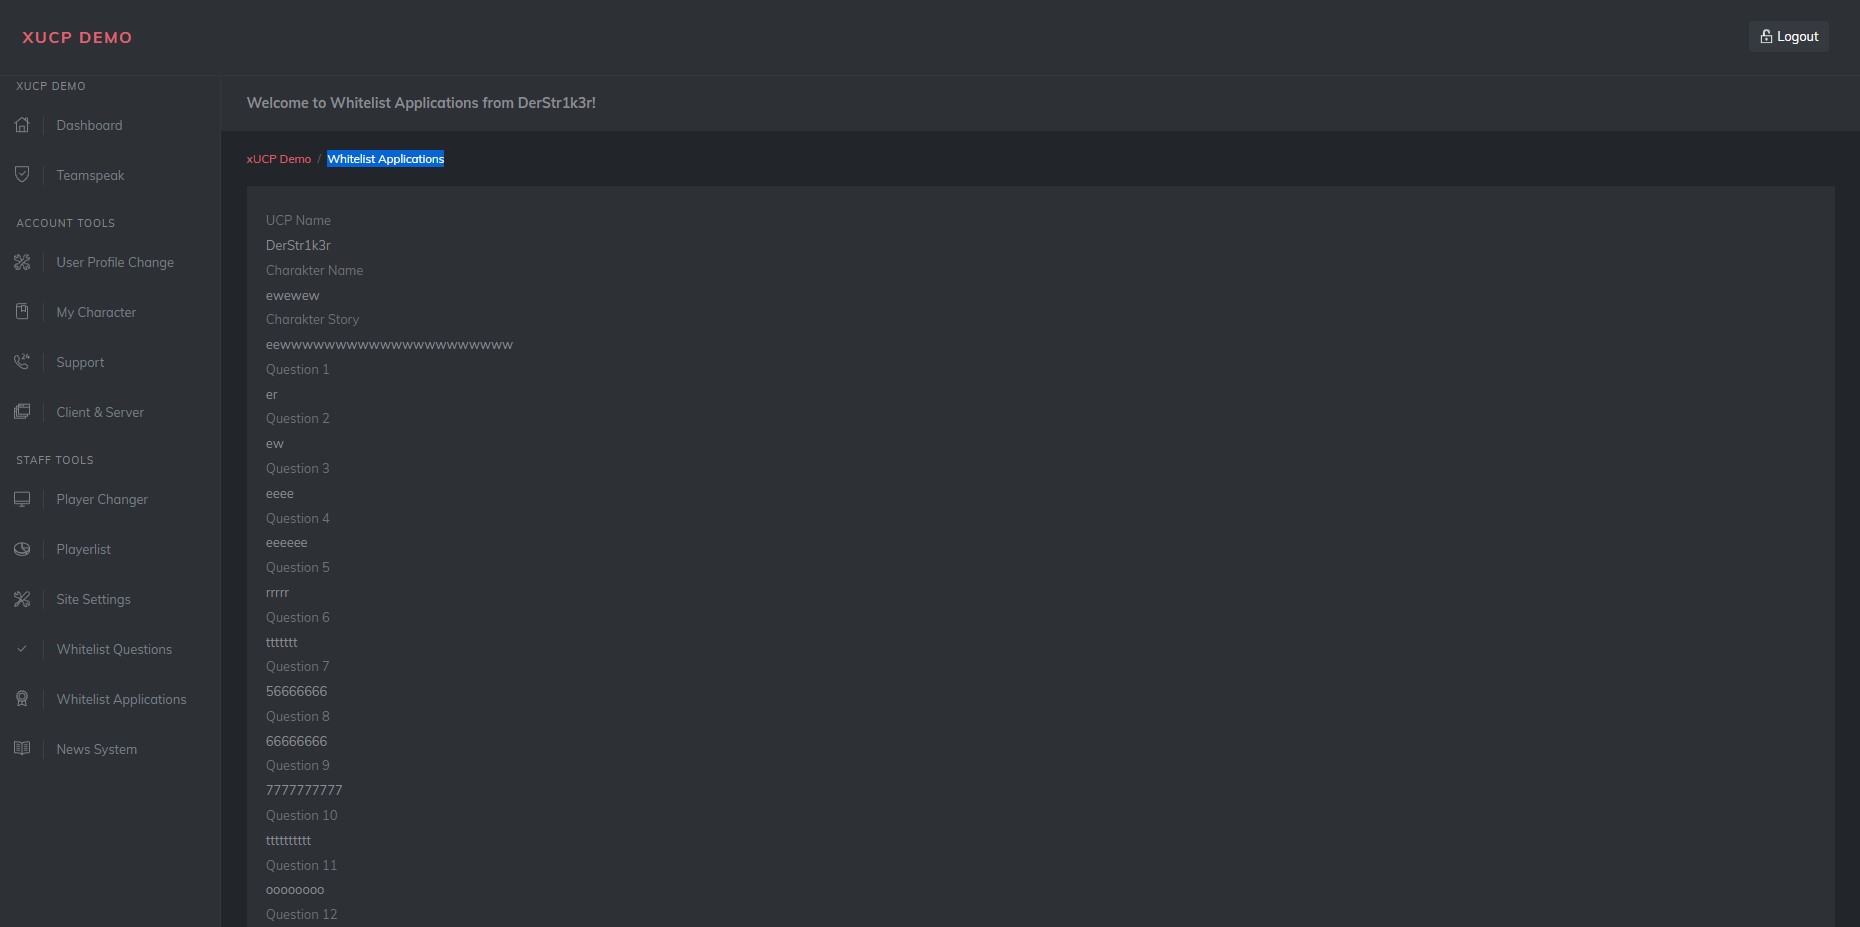 XUCP DEMO
Logout
XUCP DEMO
Dashboard
Teamspeak
ACCOUNT TOOLS
User Profile Change
My Character
24
Support
Client & Server
STAFF TOOLS
Player Changer
Playerlist
Site Settings
Whitelist Questions
Whitelist Applications
News System
Welcome to Whitelist Applications from DerStr1k3r!
xUCP Demo / Whitelist Applications
UCP Name
DerStr1k3r
Charakter Name
ewewew
Charakter Story
eewwwwwwwwwwwwwwwwwwwww
Question 1
er
Question 2
ew
Question 3
eeee
Question 4
eeeeee
Question 5
rrrrr
Question 6
ttttttt
Question 7
56666666
Question 8
66666666
Question 9
7777777777
Question 10
tttttttttt
Question 11
oooooooo
Question 12